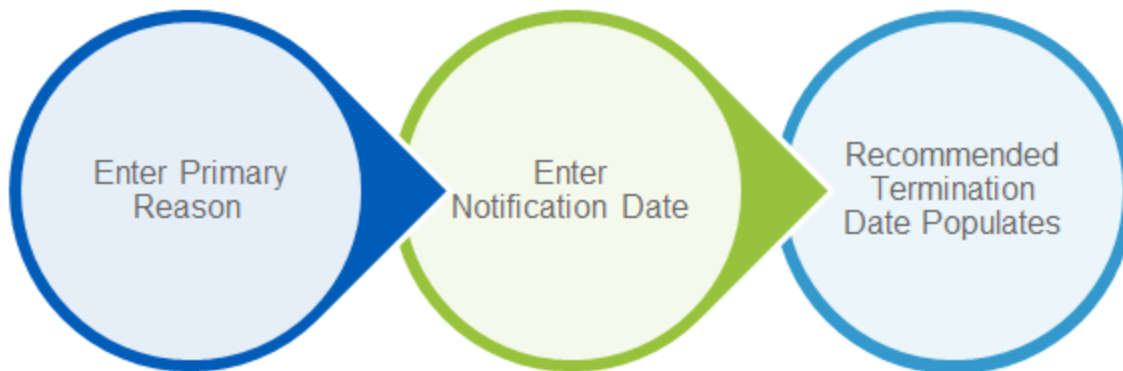 Enter Primary
Reason
Enter
Notification Date
Recommended
Termination
Date Populates